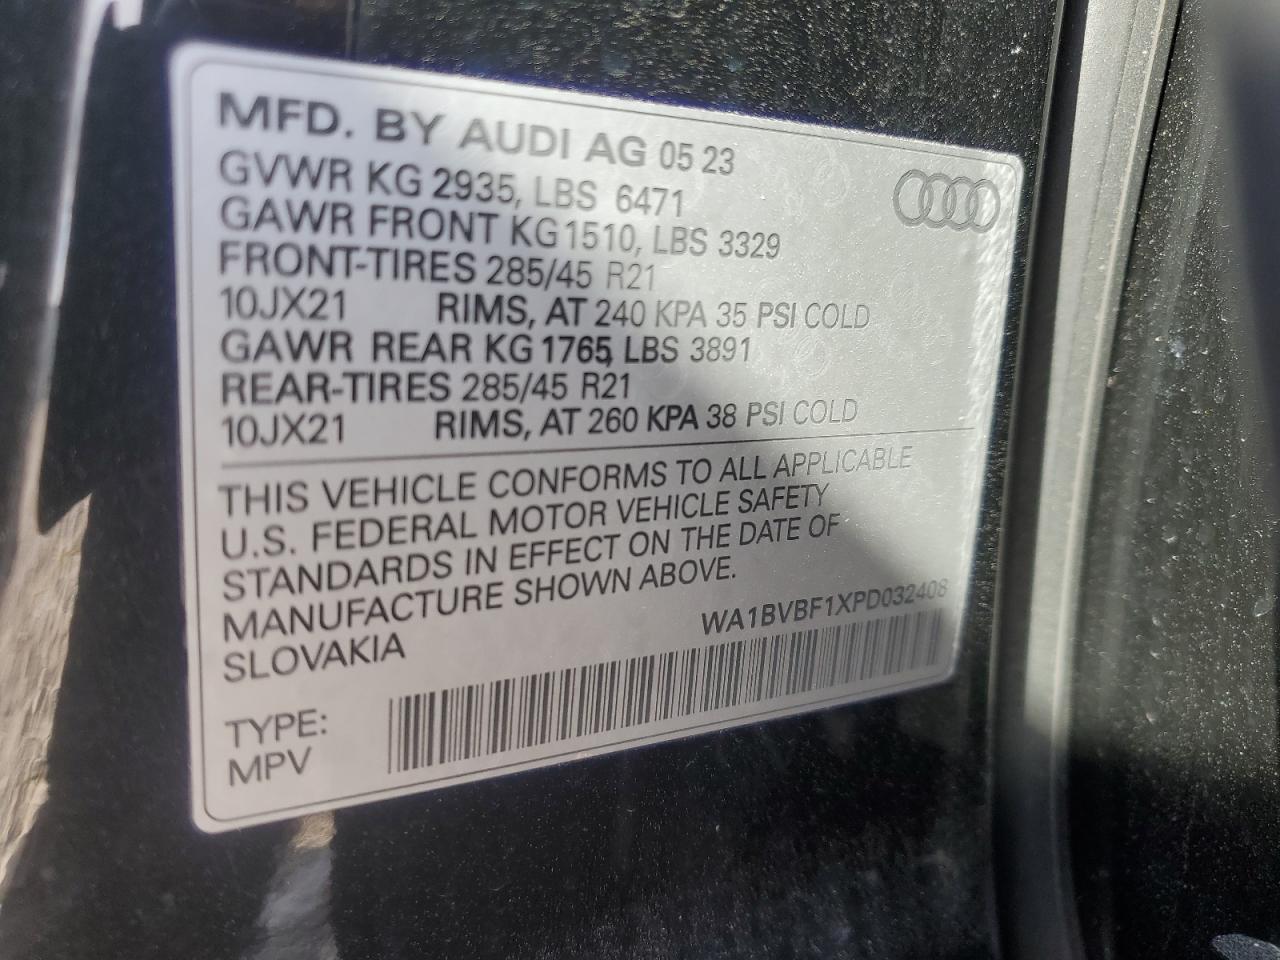 MFD. BY AUDI AG 05 23
GVWR KG 2935, LBS 6471
GAWR FRONT KG 1510, LBS 3329
FRONT-TIRES 285/45 R21
10JX21 RIMS, AT 240 KPA 35 PSI COLD
GAWR REAR KG 1765, LBS 3891
REAR-TIRES 285/45 R21
10JX21 RIMS, AT 260 KPA 38 PSI COLD
THIS VEHICLE CONFORMS TO ALL APPLICABLE
U.S. FEDERAL MOTOR VEHICLE SAFETY
STANDARDS IN EFFECT ON THE DATE OF
MANUFACTURE SHOWN ABOVE.
SLOVAKIA
WA1BVBF1XPD032408
TYPE:
MPV